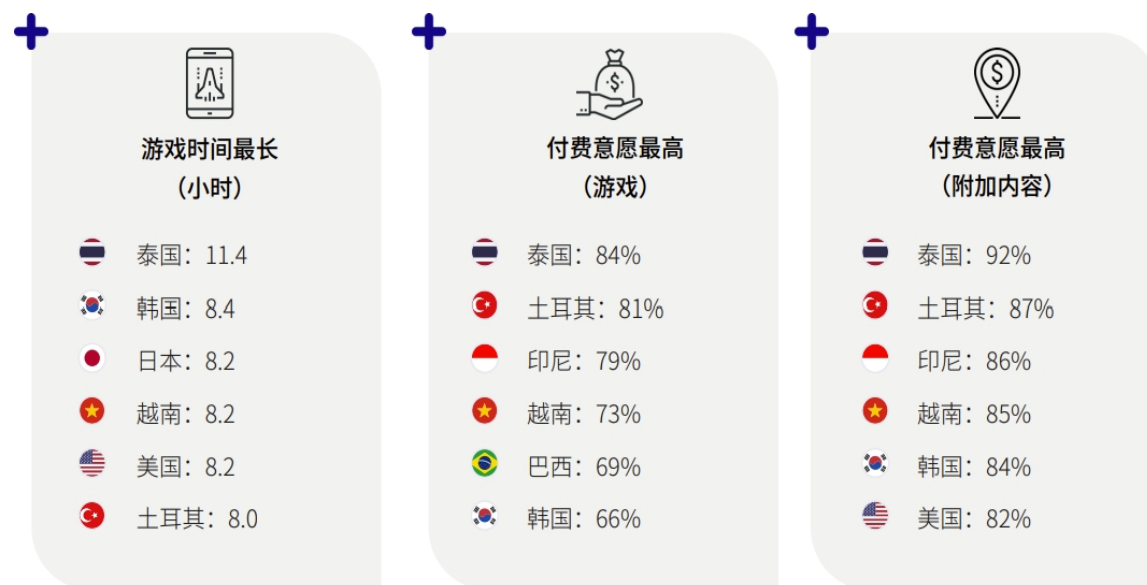 游戏时间最长
（小时）
泰国：11.4
韩国：8.4
日本：8.2
越南：8.2
美国：8.2
土耳其：8.0
付费意愿最高
（游戏）
泰国：84%
土耳其：81%
印尼：79%
越南：73%
巴西：69%
韩国：66%
付费意愿最高
（附加内容）
泰国：92%
土耳其：87%
印尼：86%
越南：85%
韩国：84%
美国：82%